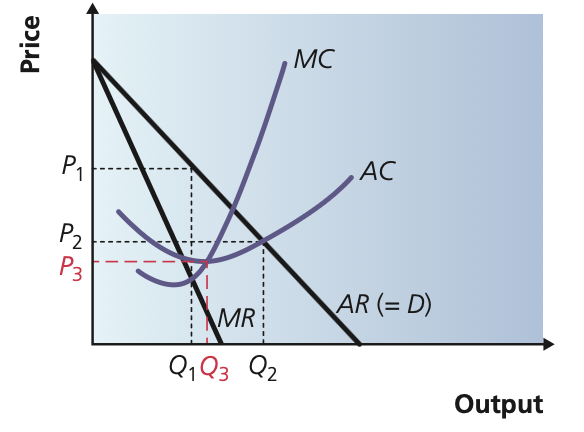 Price
MC
P₁
AC
P₂
P₃
MR
AR (= D)
Q₁
Q₃
Q₂
Output